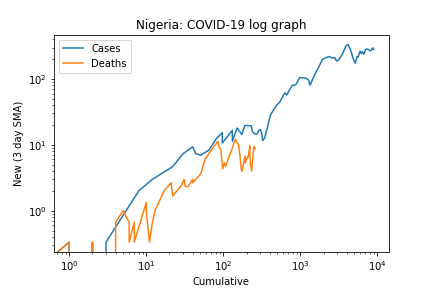 Nigeria: COVID-19 log graph
Cases
Deaths
New (3 day SMA)
10²
10¹
10⁰
10⁰ 10¹ 10² 10³ 10⁴
Cumulative